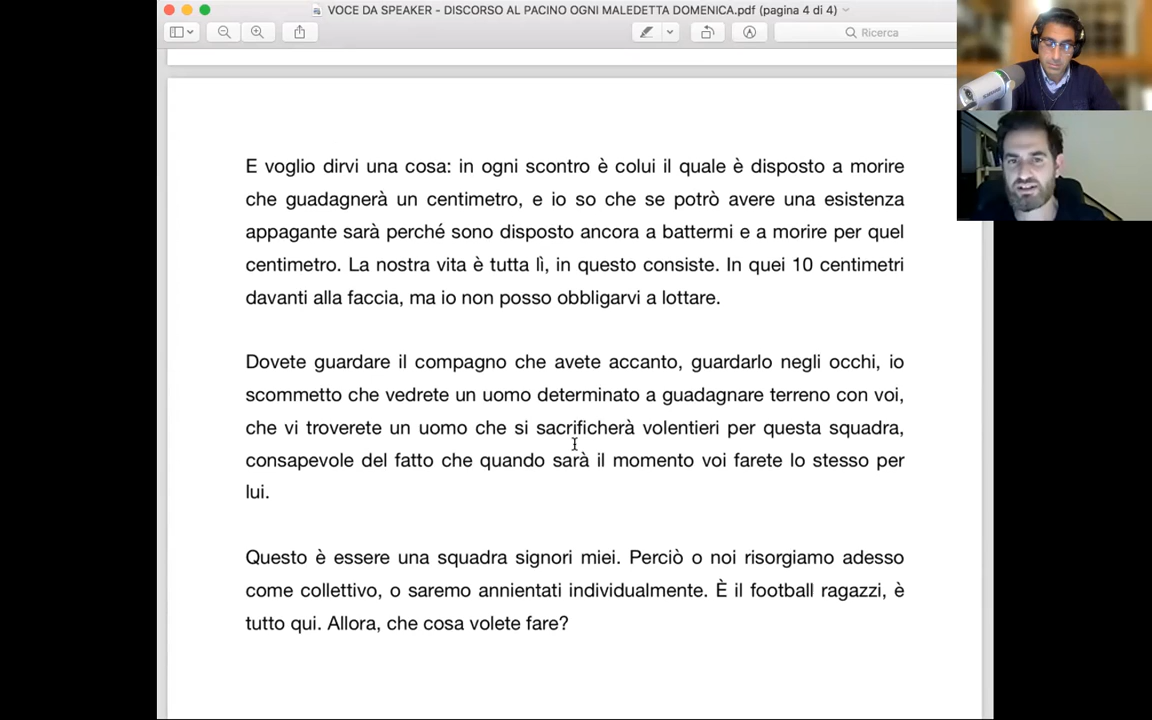 VOCE DA SPEAKER - DISCORSO AL PACINO OGNI MALEDETTA DOMENICA.pdf (pagina 4 di 4)
Ricerca
E voglio dirvi una cosa: in ogni scontro è colui il quale è disposto a morire
che guadagnerà un centimetro, e io so che se potrò avere una esistenza
appagante sarà perché sono disposto ancora a battermi e a morire per quel
centimetro. La nostra vita è tutta lì, in questo consiste. In quei 10 centimetri
davanti alla faccia, ma io non posso obbligarvi a lottare.
Dovete guardare il compagno che avete accanto, guardarlo negli occhi, io
scommetto che vedrete un uomo determinato a guadagnare terreno con voi,
che vi troverete un uomo che si sacrificherà volentieri per questa squadra,
consapevole del fatto che quando sarà il momento voi farete lo stesso per
lui.
Questo è essere una squadra signori miei. Perciò o noi risorgiamo adesso
come collettivo, o saremo annientati individualmente. È il football ragazzi, è
tutto qui. Allora, che cosa volete fare?